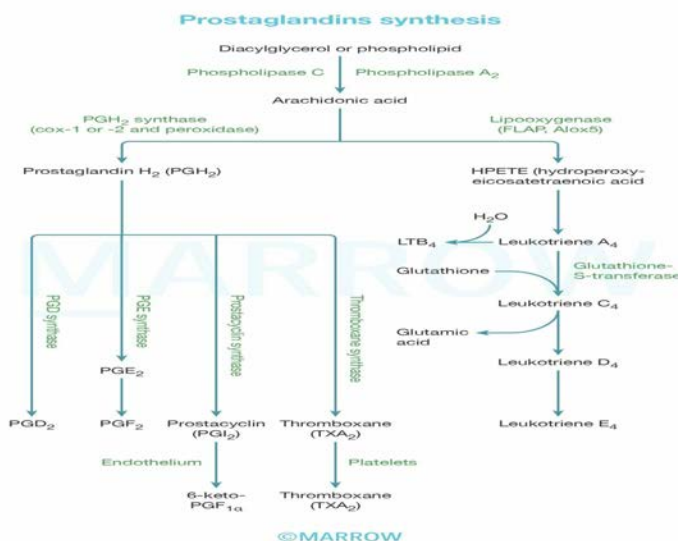 Prostaglandins synthesis
Diacylglycerol or phospholipid
Phospholipase C
Phospholipase A2
Arachidonic acid
PGH2 synthase
(cox-1 or -2 and peroxidase)
Lipooxygenase
(FLAP, Alox5)
Prostaglandin H2 (PGH2)
HPETE (hydroperoxy-
eicosatetraenoic acid
H2O
LTB4
Leukotriene A4
MARROW
Glutathione
Glutathione-
S-transferase
Leukotriene C4
Glutamic
acid
PGD synthase
PGE synthase
Prostacyclin synthase
Thromboxane synthase
PGE2
Leukotriene D4
PGD2
PGF2
Prostacyclin
(PGI2)
Thromboxane
(TXA2)
Leukotriene E4
Endothelium
Platelets
6-keto-
PGF1α
Thromboxane
(TXA2)
©MARROW